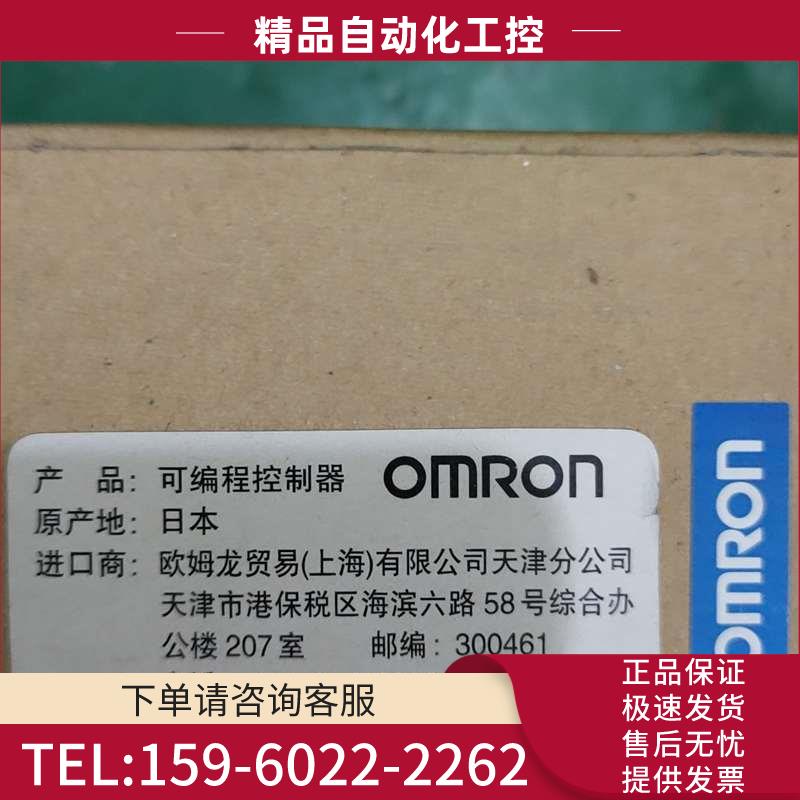 精品自动化工控
产 品: 可编程控制器 OMRON
原产地: 日本
进口商: 欧姆龙贸易(上海)有限公司天津分公司
天津市港保税区海滨六路 58 号综合办
公楼 207 室 邮编: 300461
OMRON
下单请咨询客服
TEL:159-6022-2262
正品保证
极速发货
售后无忧
提供发票